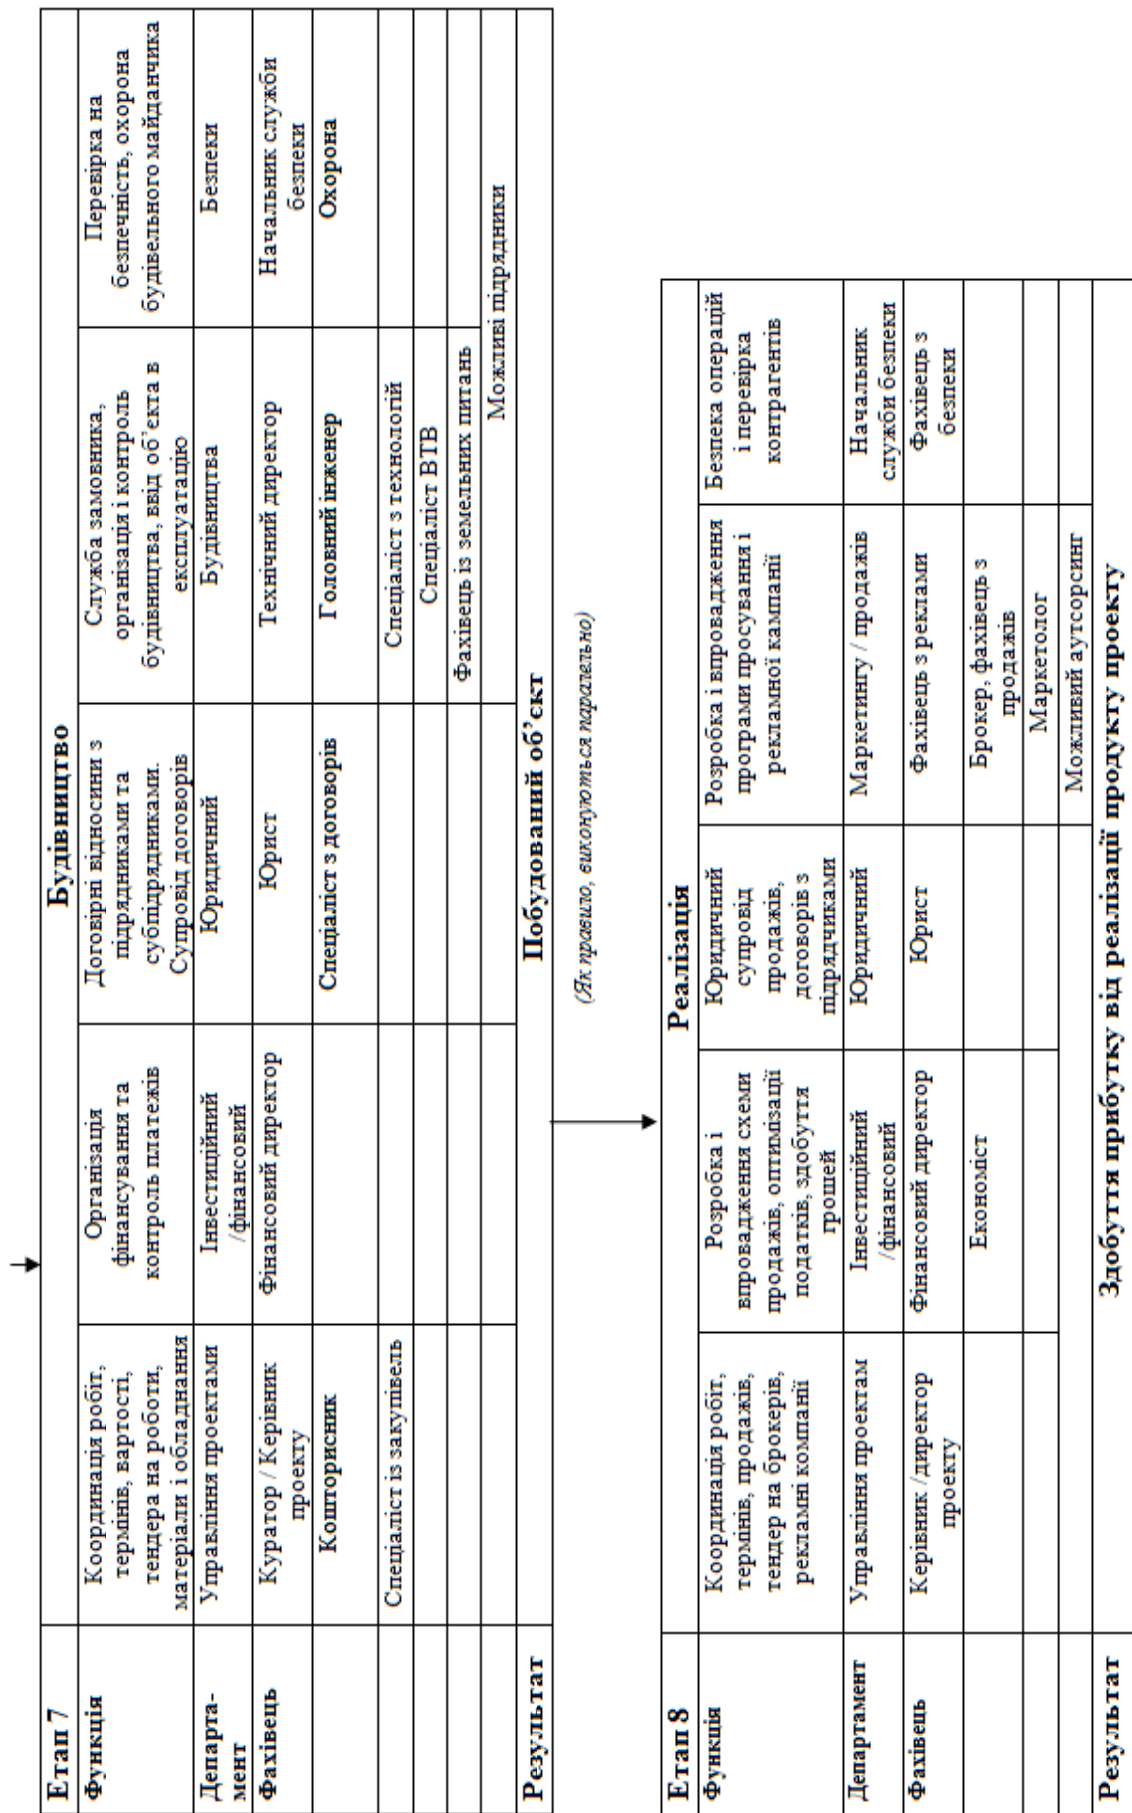 Етап 7
Будівництво
Функція
Координація робіт,
термінів, вартості,
тендера на роботи,
матеріали і обладнання
Організація
фінансування та
контроль платежів
Договірні відносини з
підрядниками та
субпідрядниками.
Супровід договорів
Служба замовника,
організація і контроль
будівництва, ввід об’єкта в
експлуатацію
Перевірка на
безпечність, охорона
будівельного майданчика
Департа-
мент
Управління проектами
Інвестиційний
/фінансовий
Юридичний
Будівництва
Безпеки
Фахівець
Куратор / Керівник
проекту
Фінансовий директор
Юрист
Технічний директор
Начальник служби
безпеки
Кошторисник
Спеціаліст з договорів
Головний інженер
Охорона
Спеціаліст із закупівель
Спеціаліст з технологій
Спеціаліст ВТВ
Фахівець із земельних питань
Можливі підрядники
Результат
Побудований об’єкт
(Як правило, виконуються паралельно)
Етап 8
Реалізація
Функція
Координація робіт,
термінів, продажів,
тендер на брокерів,
рекламні компанії
Розробка і
впровадження схеми
продажів, оптимізації
податків, здобуття
грошей
Юридичний
супровід
продажів,
договорів з
підрядчиками
Розробка і впровадження
програми просування і
рекламної кампанії
Безпека операцій
і перевірка
контрагентів
Департамент
Управління проектам
Інвестиційний
/фінансовий
Юридичний
Маркетингу / продажів
Начальник
служби безпеки
Фахівець
Керівник /директор
проекту
Фінансовий директор
Юрист
Фахівець з реклами
Фахівець з
безпеки
Економіст
Брокер, фахівець з
продажів
Маркетолог
Можливий аутсорсинг
Результат
Здобуття прибутку від реалізації продукту проекту